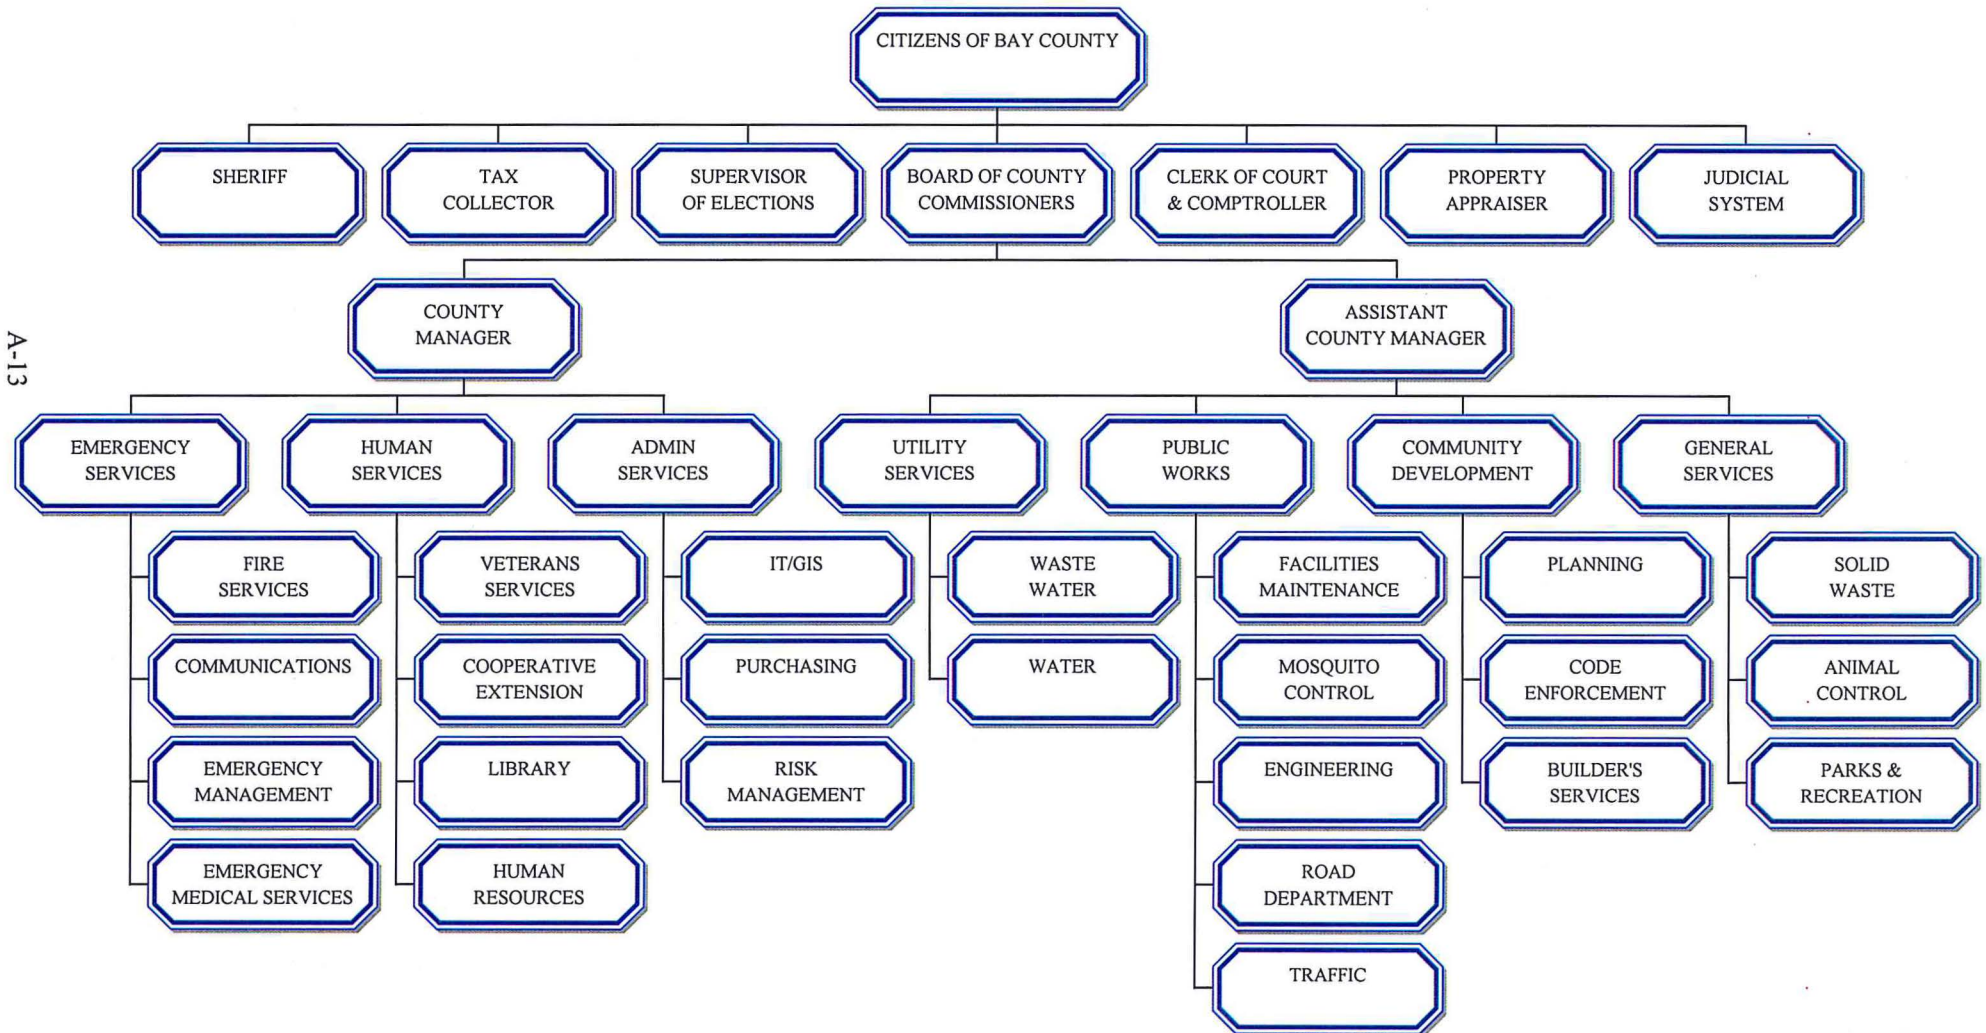 CITIZENS OF BAY COUNTY
SHERIFF
TAX
COLLECTOR
SUPERVISOR
OF ELECTIONS
BOARD OF COUNTY
COMMISSIONERS
CLERK OF COURT
& COMPTROLLER
PROPERTY
APPRAISER
JUDICIAL
SYSTEM
COUNTY
MANAGER
ASSISTANT
COUNTY MANAGER
A-13
EMERGENCY
SERVICES
FIRE
SERVICES
COMMUNICATIONS
EMERGENCY
MANAGEMENT
EMERGENCY
MEDICAL SERVICES
HUMAN
SERVICES
VETERANS
SERVICES
COOPERATIVE
EXTENSION
LIBRARY
HUMAN
RESOURCES
ADMIN
SERVICES
IT/GIS
PURCHASING
RISK
MANAGEMENT
UTILITY
SERVICES
WASTE
WATER
WATER
PUBLIC
WORKS
FACILITIES
MAINTENANCE
MOSQUITO
CONTROL
ENGINEERING
ROAD
DEPARTMENT
TRAFFIC
COMMUNITY
DEVELOPMENT
PLANNING
CODE
ENFORCEMENT
BUILDER'S
SERVICES
GENERAL
SERVICES
SOLID
WASTE
ANIMAL
CONTROL
PARKS &
RECREATION